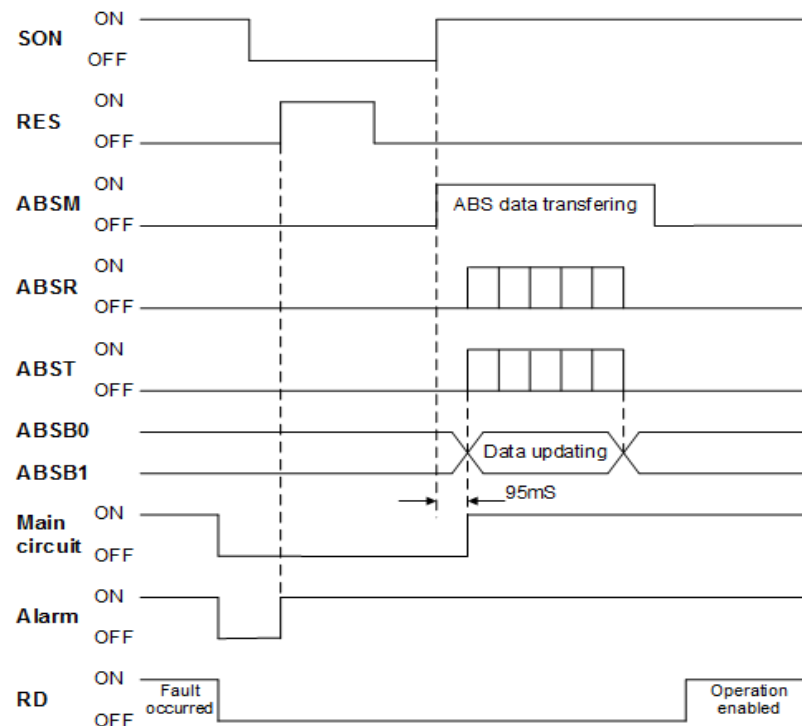 SON
ON
OFF
RES
ON
OFF
ABSM
ON
OFF
ABS data transfering
ABSR
ON
OFF
ABST
ON
OFF
ABSB0
ABSB1
Data updating
95mS
Main
circuit
ON
OFF
Alarm
ON
OFF
RD
ON
OFF
Fault
occurred
Operation
enabled